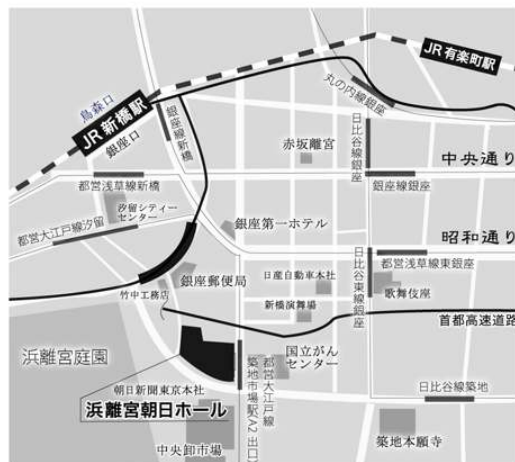 JR 有楽町駅
丸の内線銀座
烏森口
JR 新橋駅
銀座口
銀座線新橋
赤坂離宮
日比谷線銀座
中央通り
都営浅草線新橋
銀座線銀座
汐留シティー
センター
都営大江戸線汐留
銀座第一ホテル
昭和通り
都営浅草線東銀座
日比谷線東銀座
銀座郵便局
日産自動車本社
歌舞伎座
竹中工務店
新橋演舞場
首都高速道路
国立がん
センター
浜離宮庭園
朝日新聞東京本社
浜離宮朝日ホール
都営大江戸線
築地市場駅(A2 出口)
日比谷線築地
中央卸市場
築地本願寺